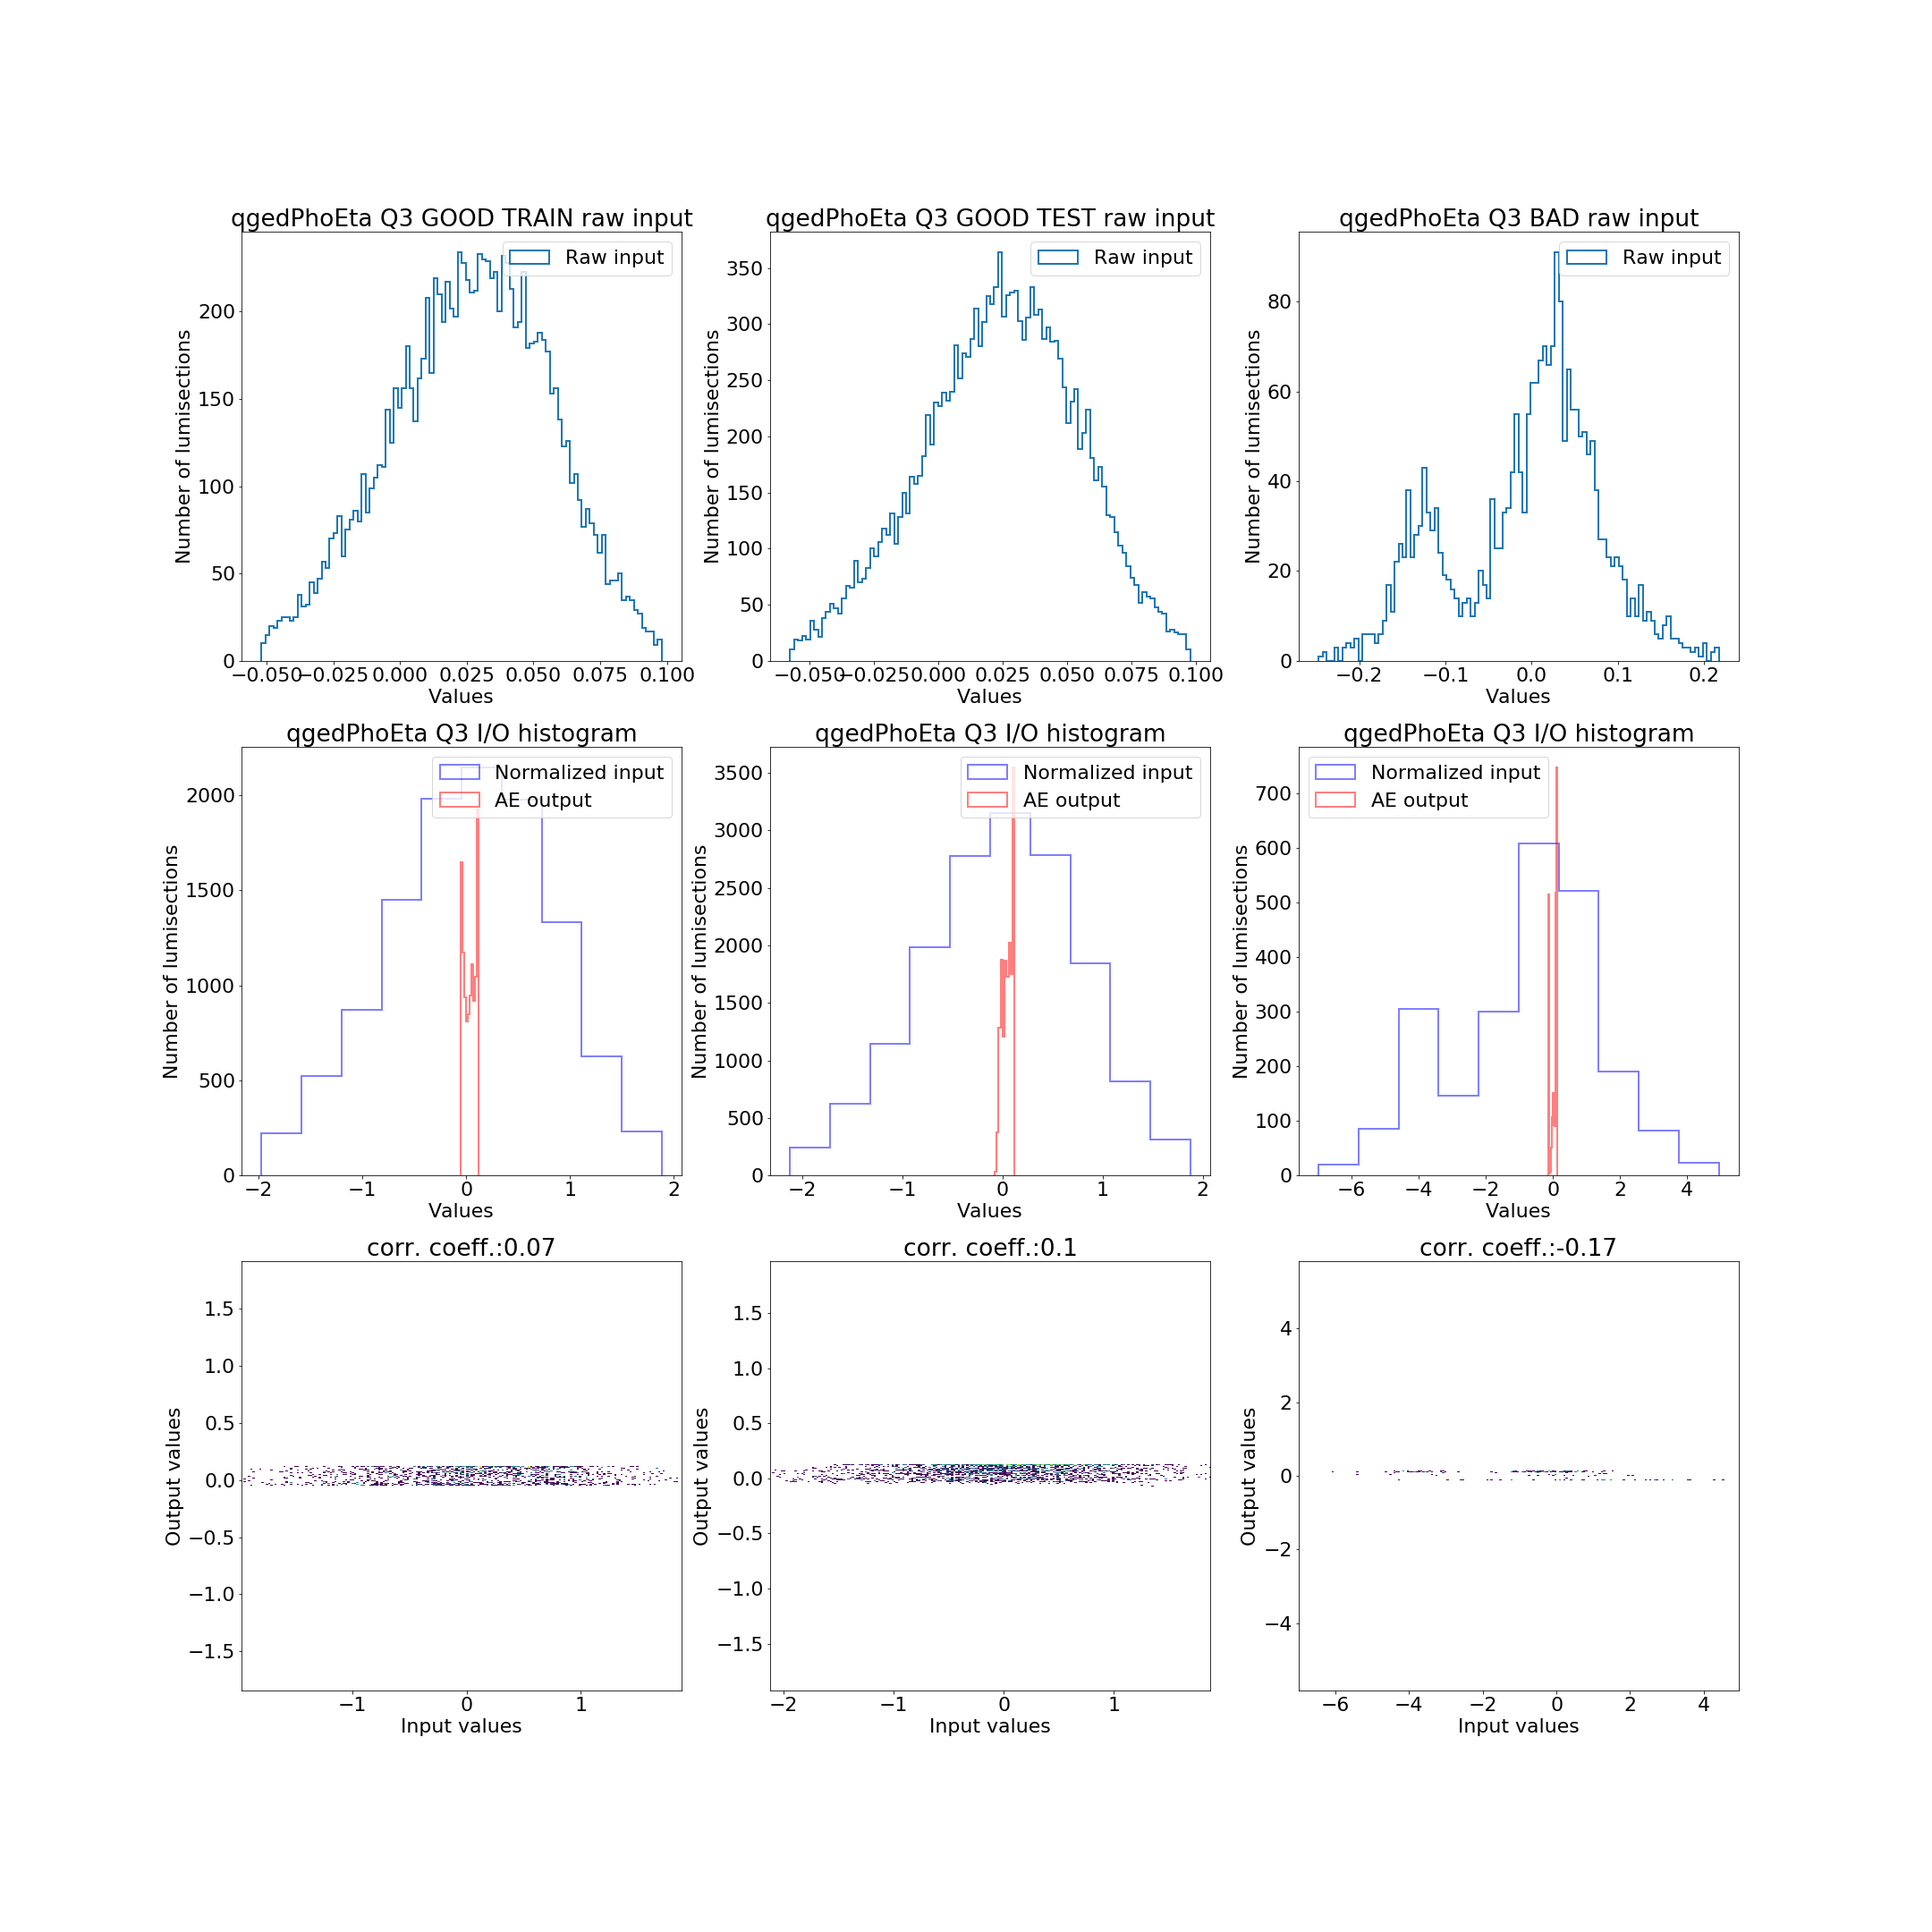 qgedPhoEta Q3 GOOD TRAIN raw input
Raw input
Number of lumisections
0
50
100
150
200
−0.050
−0.025
0.000
0.025
0.050
0.075
0.100
Values
qgedPhoEta Q3 GOOD TEST raw input
Raw input
Number of lumisections
0
50
100
150
200
250
300
350
−0.050
−0.025
0.000
0.025
0.050
0.075
0.100
Values
qgedPhoEta Q3 BAD raw input
Raw input
Number of lumisections
0
20
40
60
80
−0.2
−0.1
0.0
0.1
0.2
Values
qgedPhoEta Q3 I/O histogram
Normalized input
AE output
Number of lumisections
0
500
1000
1500
2000
−2
−1
0
1
2
Values
qgedPhoEta Q3 I/O histogram
Normalized input
AE output
Number of lumisections
0
500
1000
1500
2000
2500
3000
3500
−2
−1
0
1
2
Values
qgedPhoEta Q3 I/O histogram
Normalized input
AE output
Number of lumisections
0
100
200
300
400
500
600
700
−6
−4
−2
0
2
4
Values
corr. coeff.:0.07
Output values
1.5
1.0
0.5
0.0
−0.5
−1.0
−1.5
−1
0
1
Input values
corr. coeff.:0.1
Output values
1.5
1.0
0.5
0.0
−0.5
−1.0
−1.5
−2
−1
0
1
Input values
corr. coeff.:-0.17
Output values
4
2
0
−2
−4
−6
−4
−2
0
2
4
Input values